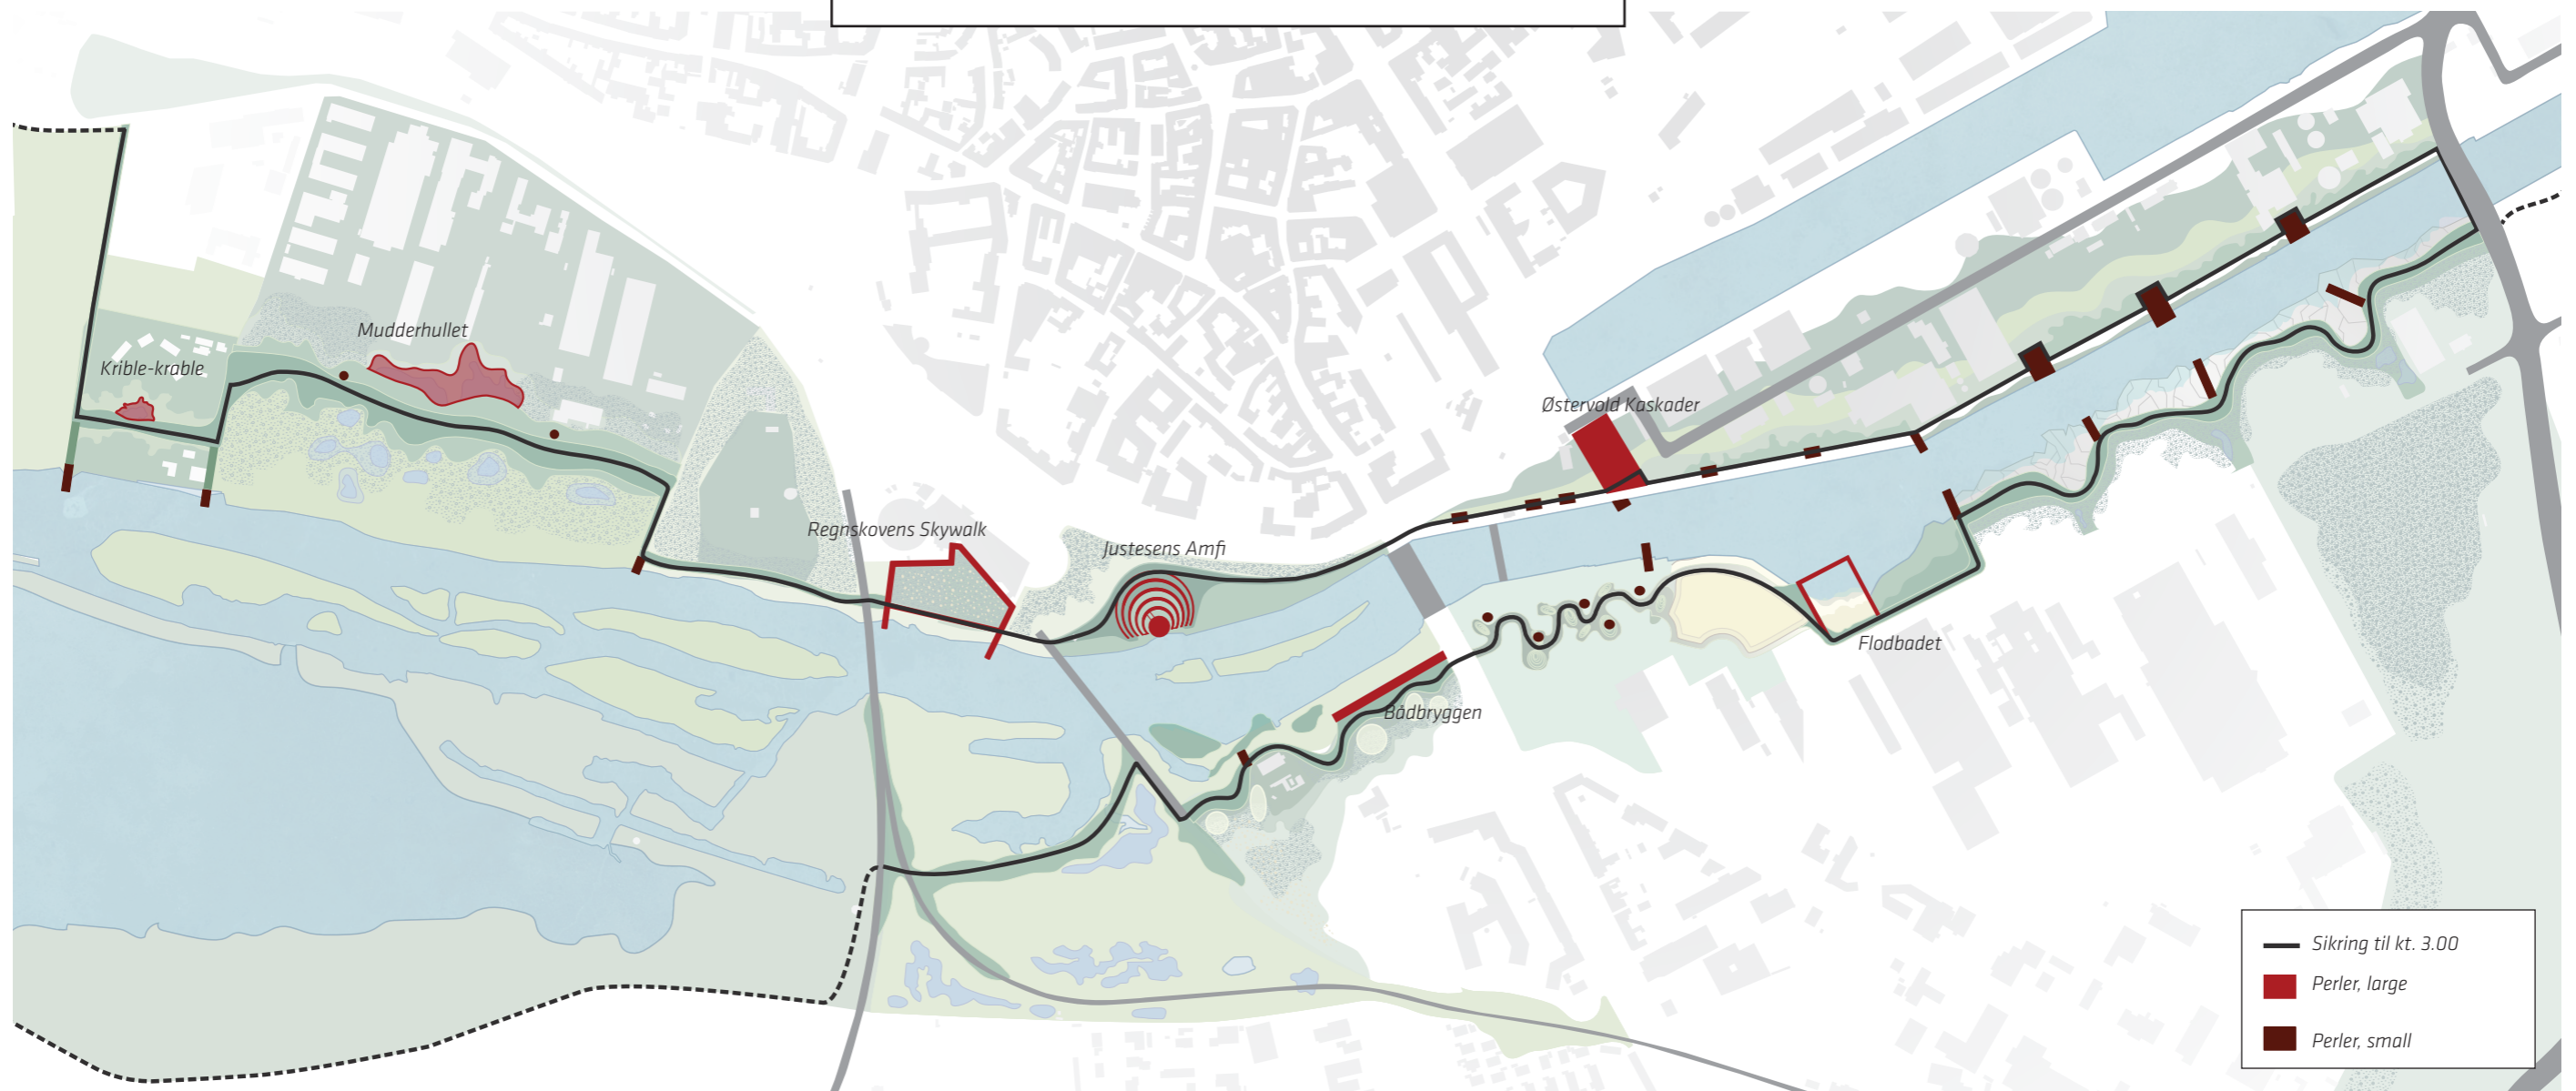 Mudderhullet
Krible-krable
Østervold Kaskader
Regnskovens Skywalk
Justesens Amfi
Flodbadet
Bådbryggen
Sikring til kt. 3.00
Perler, large
Perler, small